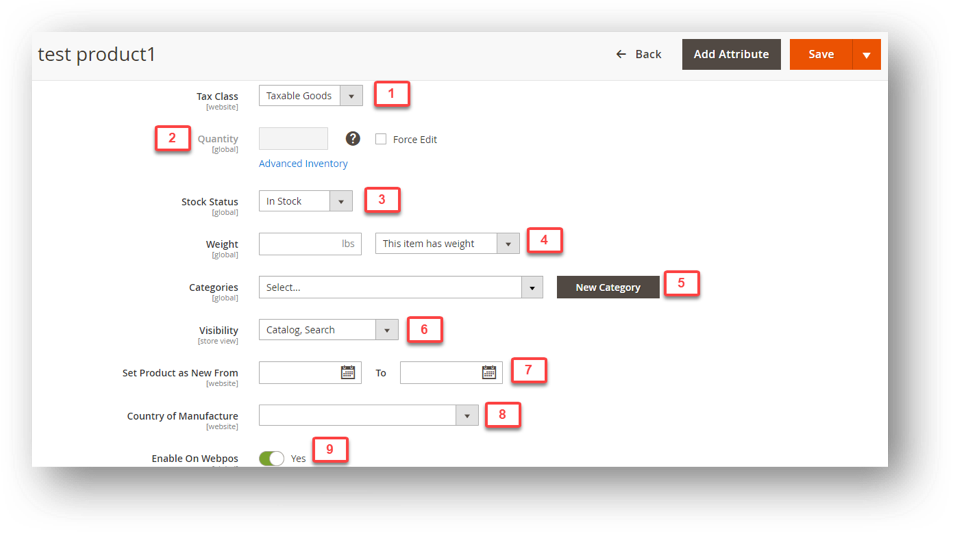 test product1
← Back
Add Attribute
Save
Tax Class
[website]
Taxable Goods
1
2
Quantity
[global]
?
Force Edit
Advanced Inventory
Stock Status
[global]
In Stock
3
Weight
[global]
lbs
This item has weight
4
Categories
[global]
Select...
New Category
5
Visibility
[store view]
Catalog, Search
6
Set Product as New From
[website]
To
7
Country of Manufacture
[website]
8
Enable On Webpos
Yes
9